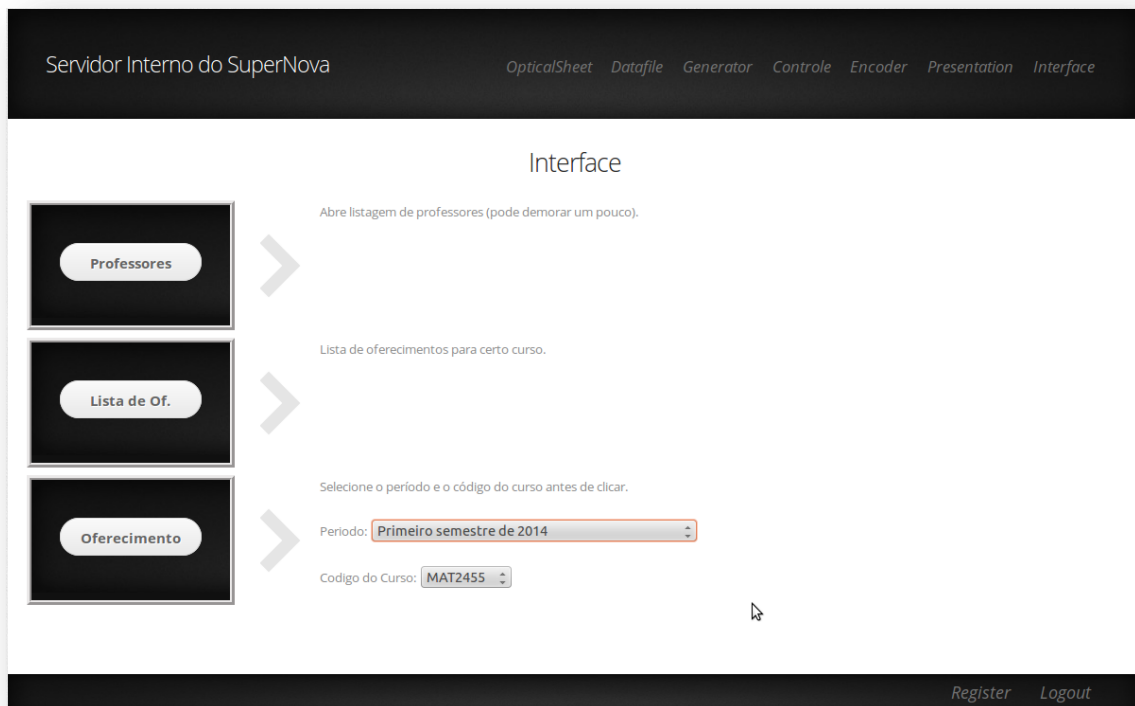 Servidor Interno do SuperNova
OpticalSheet Datafile Generator Controle Encoder Presentation Interface
Interface
Professores
Abre listagem de professores (pode demorar um pouco).
Lista de Of.
Lista de oferecimentos para certo curso.
Oferecimento
Selecione o período e o código do curso antes de clicar.
Periodo: Primeiro semestre de 2014
Codigo do Curso: MAT2455
Register Logout